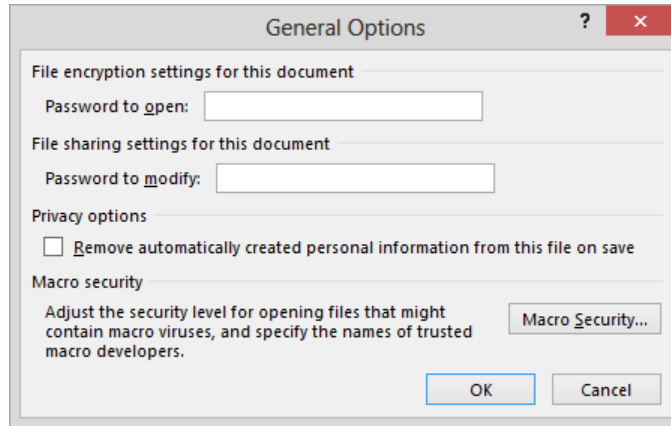 General Options
?
File encryption settings for this document
Password to open:
File sharing settings for this document
Password to modify:
Privacy options
Remove automatically created personal information from this file on save
Macro security
Adjust the security level for opening files that might
contain macro viruses, and specify the names of trusted
macro developers.
Macro Security...
OK Cancel